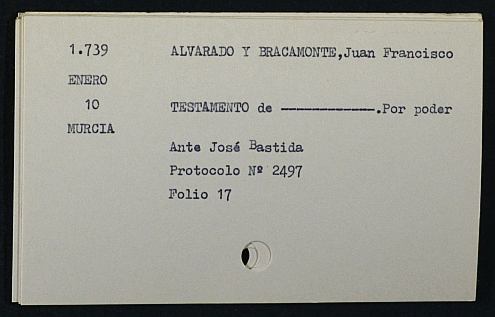 1.739 ALVARADO Y BRACAMONTE,Juan Francisco
ENERO
10 TESTAMENTO de ------------.Por poder
MURCIA
Ante José Bastida
Protocolo Nº 2497
Folio 17